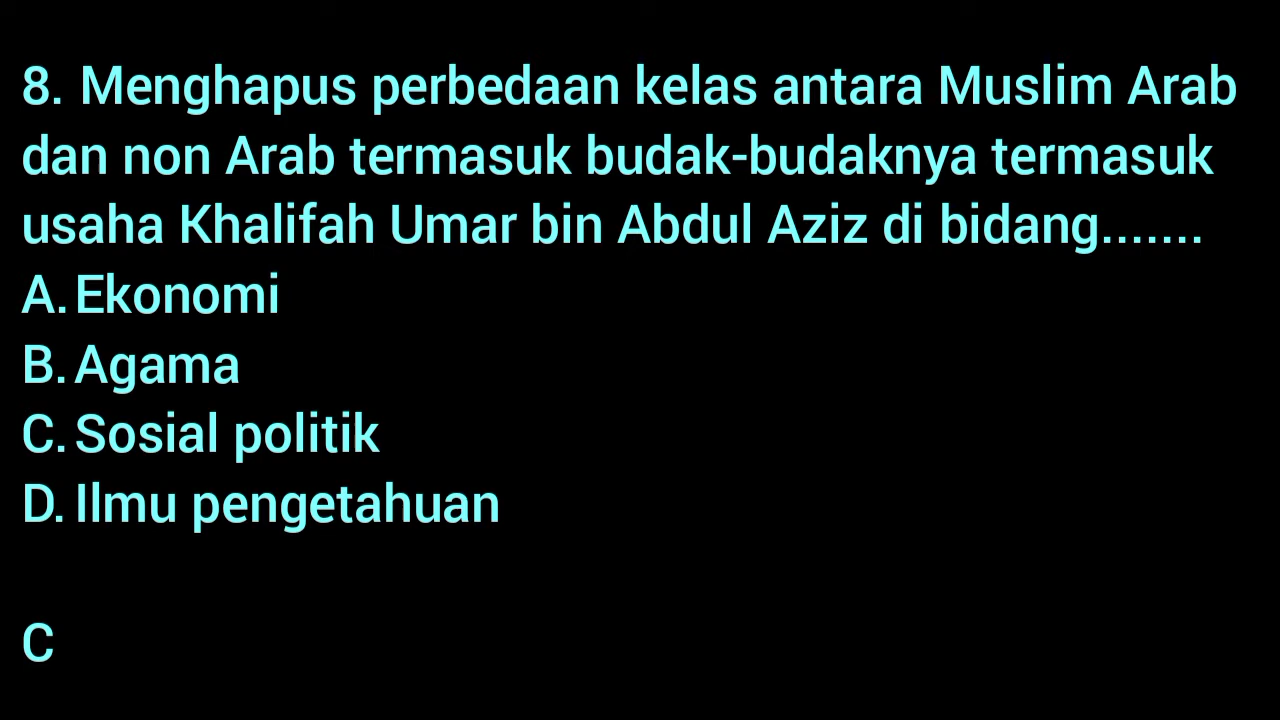 8. Menghapus perbedaan kelas antara Muslim Arab
dan non Arab termasuk budak-budaknya termasuk
usaha Khalifah Umar bin Abdul Aziz di bidang.......
A. Ekonomi
B. Agama
C. Sosial politik
D. Ilmu pengetahuan
C